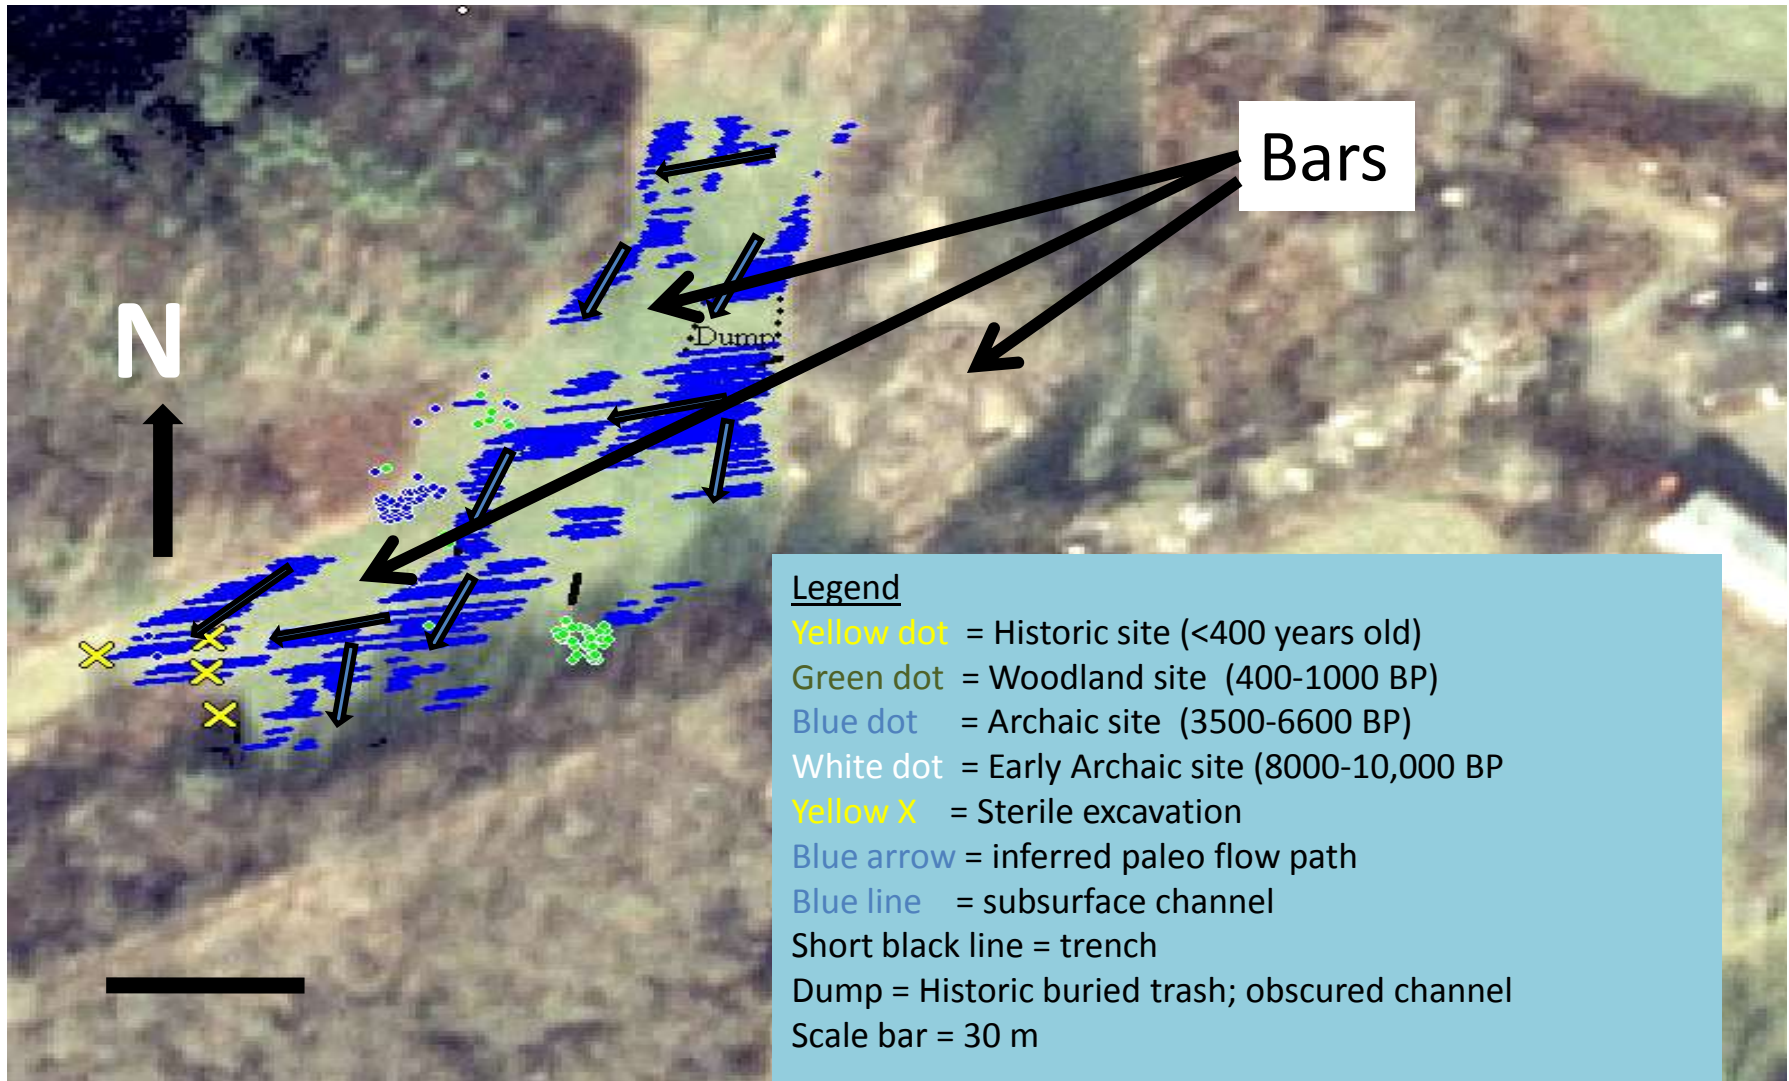 Bars
N
Dump
Legend
Yellow dot = Historic site (<400 years old)
Green dot = Woodland site (400-1000 BP)
Blue dot = Archaic site (3500-6600 BP)
White dot = Early Archaic site (8000-10,000 BP
Yellow X = Sterile excavation
Blue arrow = inferred paleo flow path
Blue line = subsurface channel
Short black line = trench
Dump = Historic buried trash; obscured channel
Scale bar = 30 m